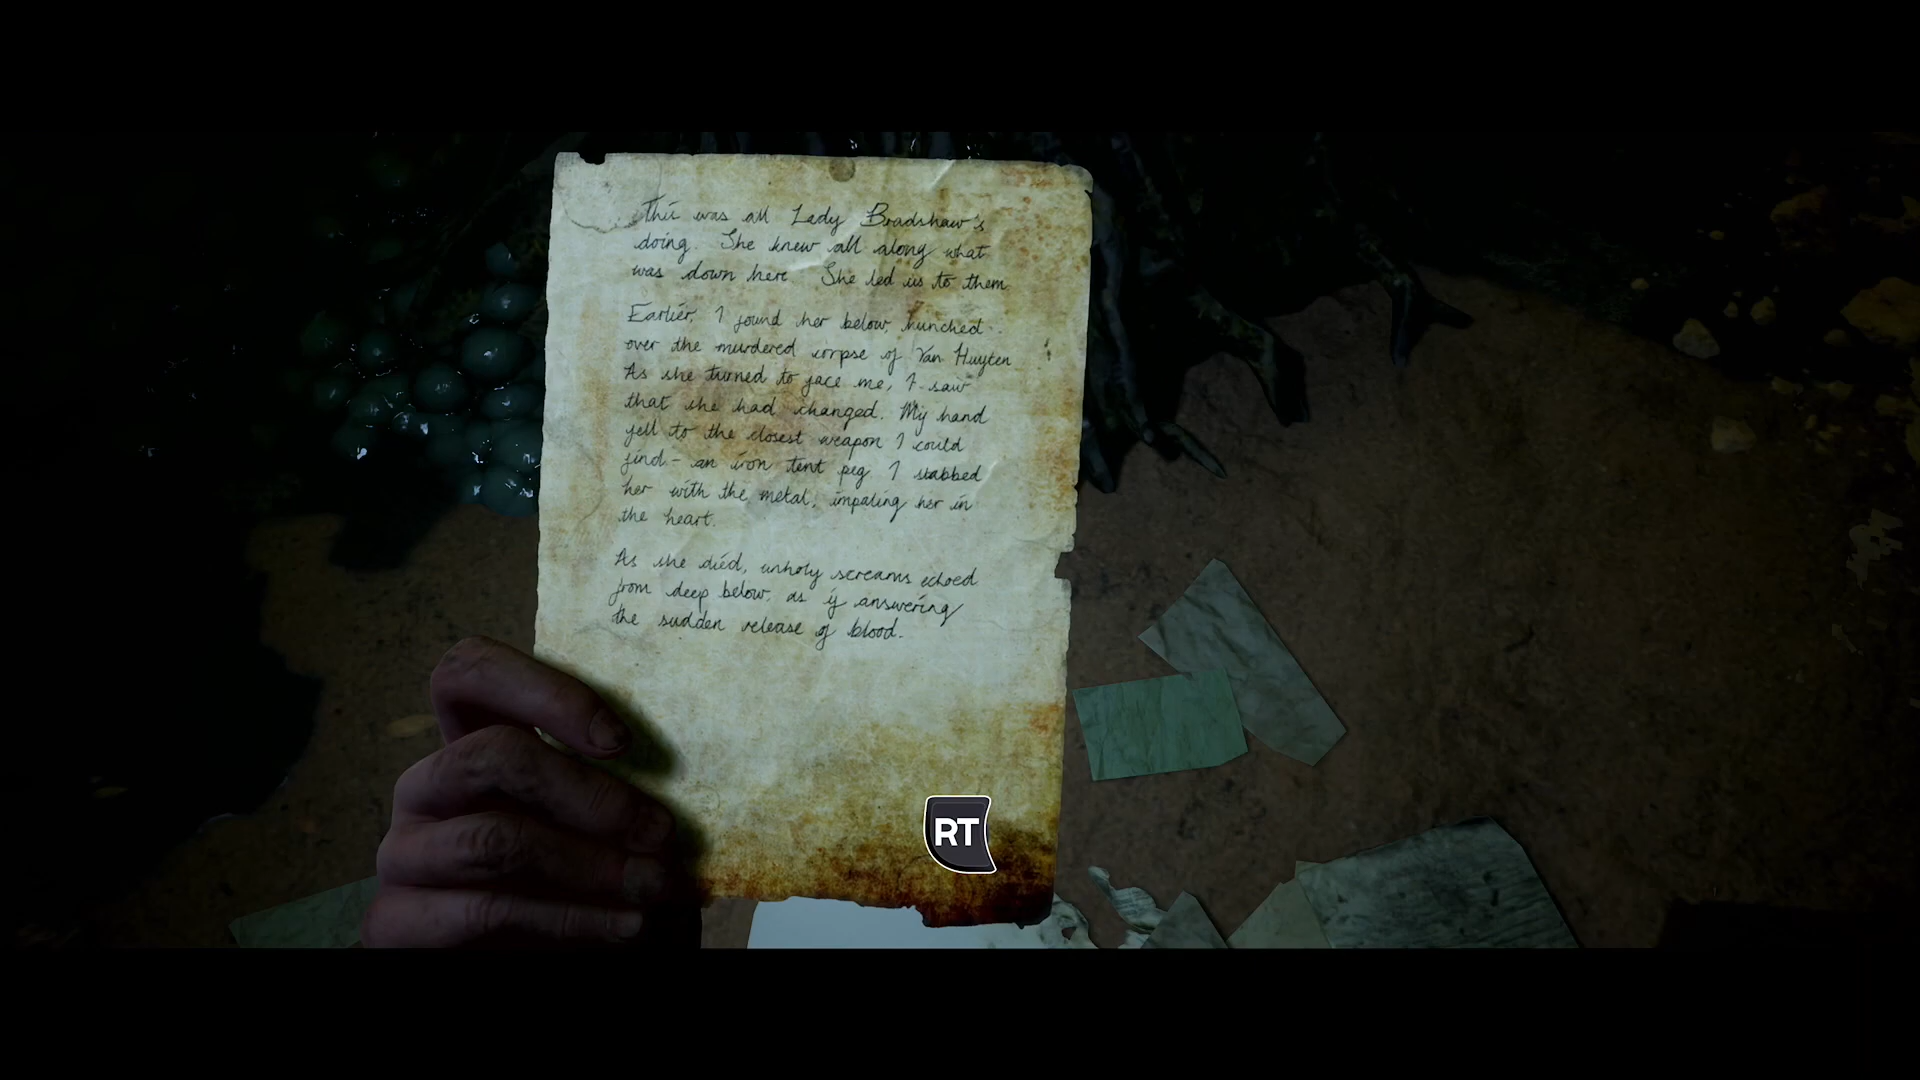 This was all Lady Bradshaw's
doing. She knew all along what
was down here. She led us to them
Earlier, I found her below, hunched
over the murdered corpse of Van Huyten
As she turned to face me, I saw
that she had changed. My hand
fell to the closest weapon I could
find - an iron tent peg. I stabbed
her with the metal, impaling her in
the heart.
As she died, unholy screams echoed
from deep below, as if answering
the sudden release of blood.
RT